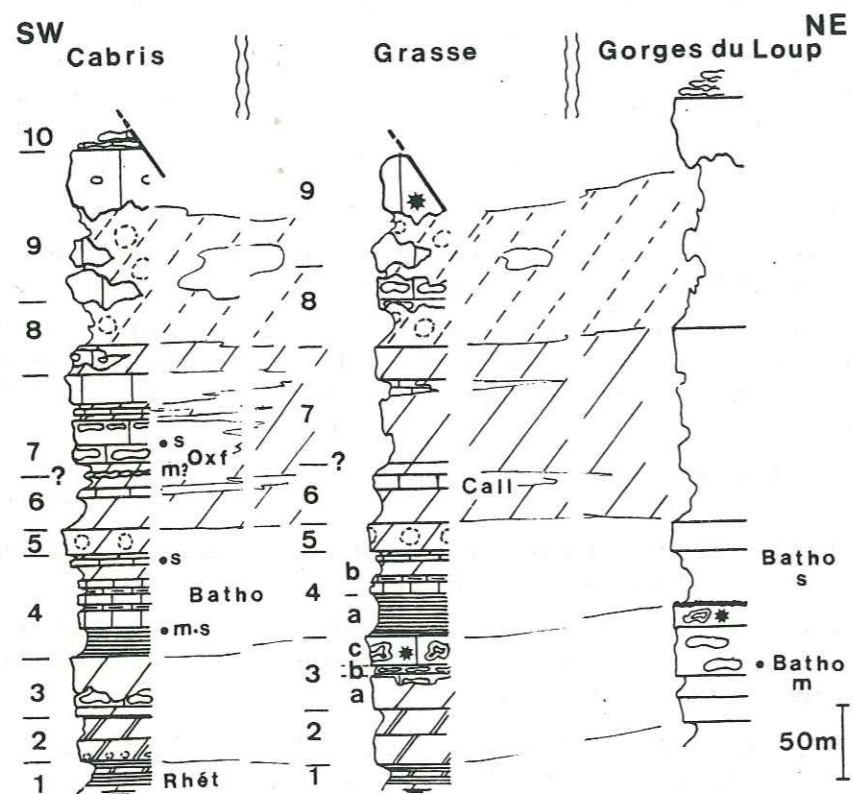 SW
NE
Cabris
Grasse
Gorges du Loup
10
9
8
7
?
6
5
4
3
2
1
s
m?
Oxf
s
Batho
m.s
Rhét
9
8
7
?
6
5
4
b
a
3
c
b
a
2
1
Call
Batho
s
Batho
m
50m